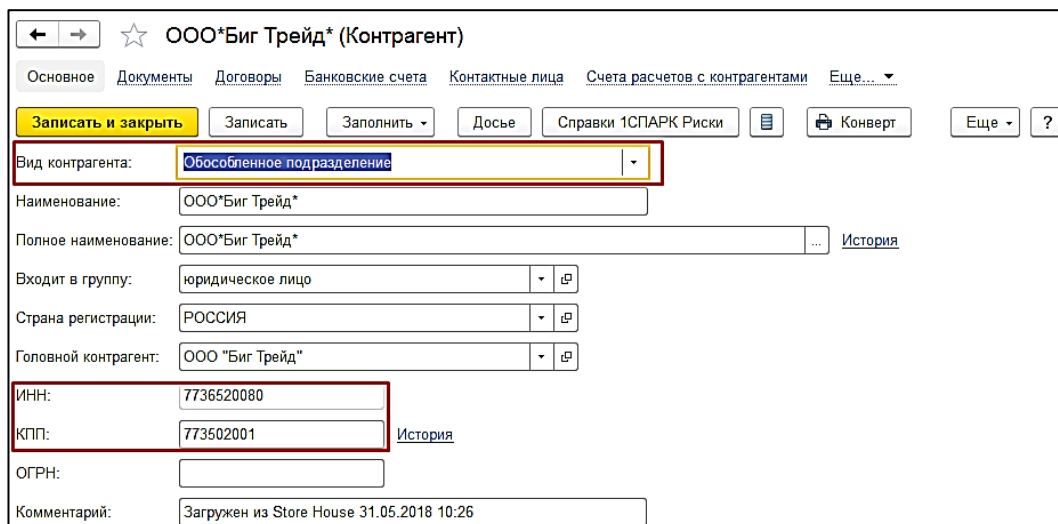 ООО*Биг Трейд* (Контрагент)
Основное Документы Договоры Банковские счета Контактные лица Счета расчетов с контрагентами Еще...
Записать и закрыть Записать Заполнить Досье Справки 1СПАРК Риски Конверт Еще ?
Вид контрагента: Обособленное подразделение
Наименование: ООО*Биг Трейд*
Полное наименование: ООО*Биг Трейд* ... История
Входит в группу: юридическое лицо
Страна регистрации: РОССИЯ
Головной контрагент: ООО "Биг Трейд"
ИНН: 7736520080
КПП: 773502001 История
ОГРН:
Комментарий: Загружен из Store House 31.05.2018 10:26